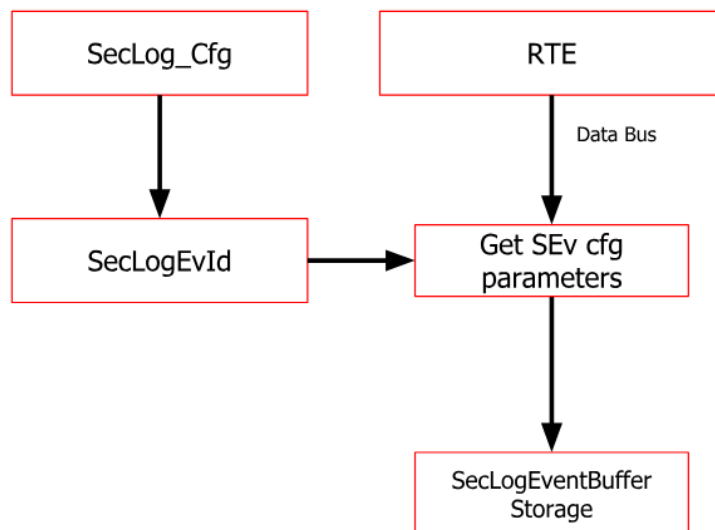 SecLog_Cfg
RTE
Data Bus
SecLogEvId
Get SEv cfg
parameters
SecLogEventBuffer
Storage